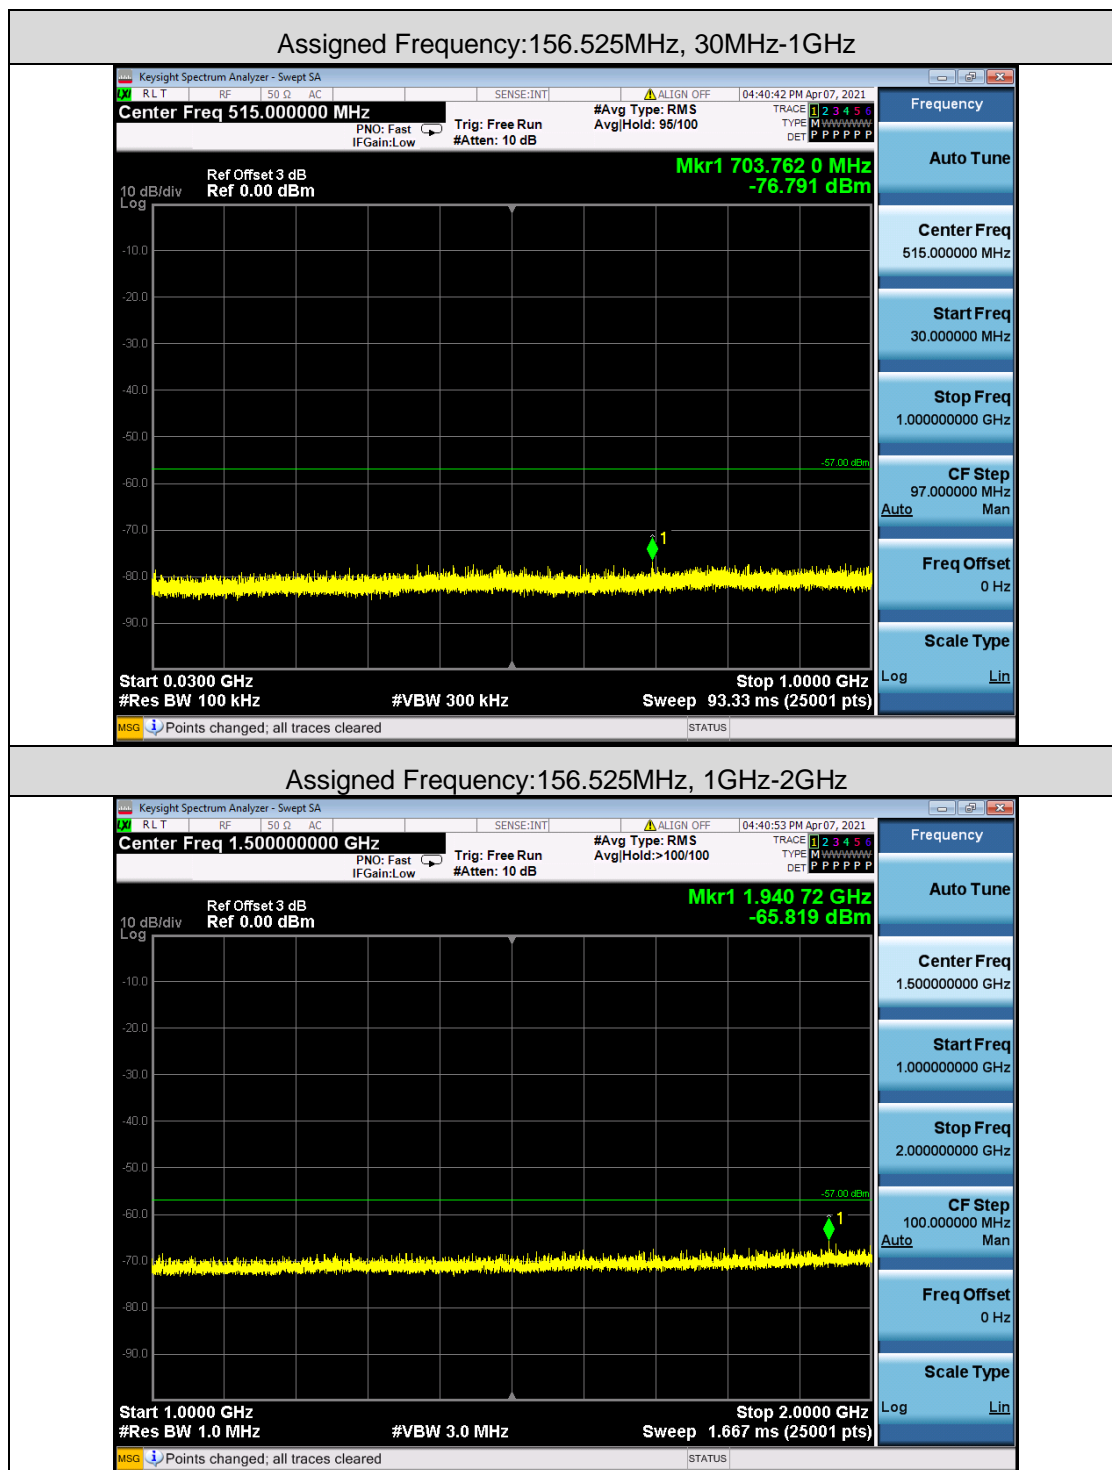 Assigned Frequency:156.525MHz, 30MHz-1GHz
Keysight Spectrum Analyzer - Swept SA
LXI RLT RF 50 Ω AC SENSE:INT ALIGN OFF 04:40:42 PM Apr 07, 2021
Center Freq 515.000000 MHz
PNO: Fast
IFGain:Low
Trig: Free Run
#Atten: 10 dB
#Avg Type: RMS
Avg|Hold: 95/100
TRACE 1 2 3 4 5 6
TYPE M WWWWW
DET P P P P P P
Mkr1 703.762 0 MHz
-76.791 dBm
Ref Offset 3 dB
10 dB/div Ref 0.00 dBm
Log
-10.0
-20.0
-30.0
-40.0
-50.0
-57.00 dBm
-60.0
-70.0
1
-80.0
-90.0
Start 0.0300 GHz Stop 1.0000 GHz
#Res BW 100 kHz #VBW 300 kHz Sweep 93.33 ms (25001 pts)
MSG Points changed; all traces cleared STATUS
Frequency
Auto Tune
Center Freq
515.000000 MHz
Start Freq
30.000000 MHz
Stop Freq
1.000000000 GHz
CF Step
97.000000 MHz
Auto Man
Freq Offset
0 Hz
Scale Type
Log Lin
Assigned Frequency:156.525MHz, 1GHz-2GHz
Keysight Spectrum Analyzer - Swept SA
LXI RLT RF 50 Ω AC SENSE:INT ALIGN OFF 04:40:53 PM Apr 07, 2021
Center Freq 1.500000000 GHz
PNO: Fast
IFGain:Low
Trig: Free Run
#Atten: 10 dB
#Avg Type: RMS
Avg|Hold:>100/100
TRACE 1 2 3 4 5 6
TYPE M WWWWW
DET P P P P P P
Mkr1 1.940 72 GHz
-65.819 dBm
Ref Offset 3 dB
10 dB/div Ref 0.00 dBm
Log
-10.0
-20.0
-30.0
-40.0
-50.0
-57.00 dBm
-60.0
1
-70.0
-80.0
-90.0
Start 1.0000 GHz Stop 2.0000 GHz
#Res BW 1.0 MHz #VBW 3.0 MHz Sweep 1.667 ms (25001 pts)
MSG Points changed; all traces cleared STATUS
Frequency
Auto Tune
Center Freq
1.500000000 GHz
Start Freq
1.000000000 GHz
Stop Freq
2.000000000 GHz
CF Step
100.000000 MHz
Auto Man
Freq Offset
0 Hz
Scale Type
Log Lin